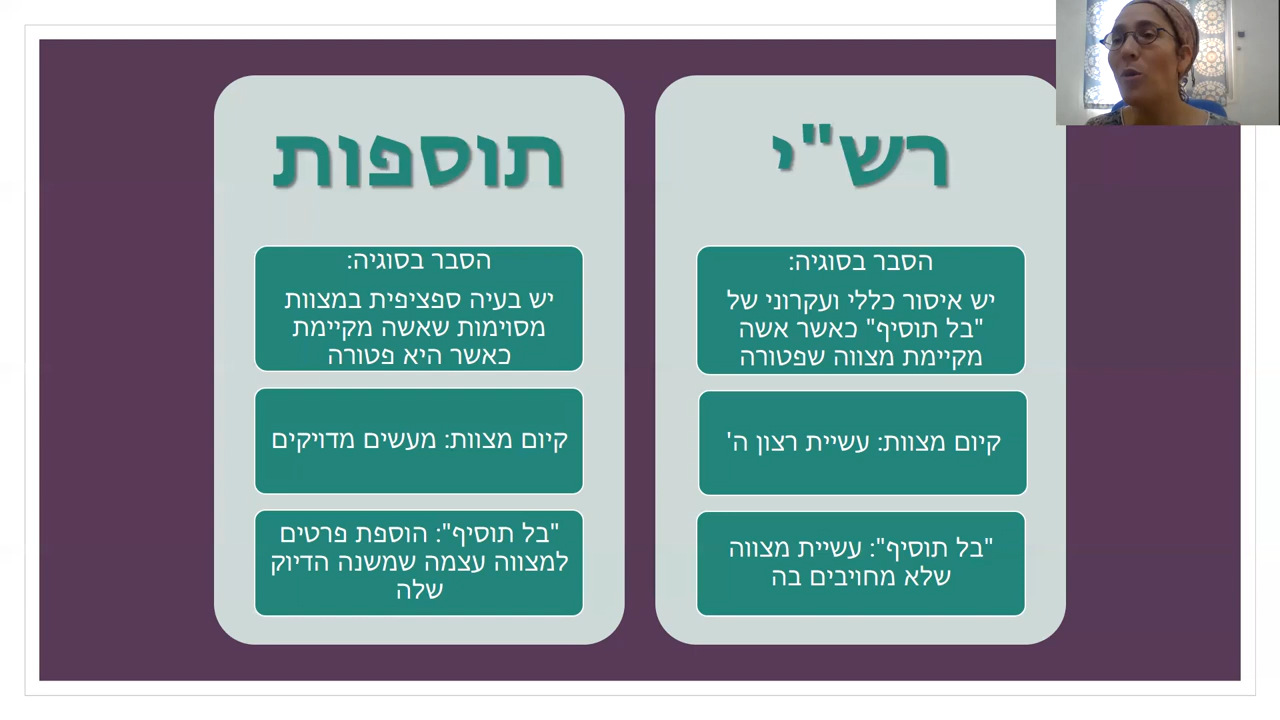 רש"י
הסבר בסוגיה:
יש איסור כללי ועקרוני של
"בל תוסיף" כאשר אשה
מקיימת מצווה שפטורה
קיום מצוות: עשיית רצון ה'
"בל תוסיף": עשיית מצווה
שלא מחויבים בה
תוספות
הסבר בסוגיה:
יש בעיה ספציפית במצוות
מסוימות שאשה מקיימת
כאשר היא פטורה
קיום מצוות: מעשים מדויקים
"בל תוסיף": הוספת פרטים
למצווה עצמה שמשנה הדיוק
שלה